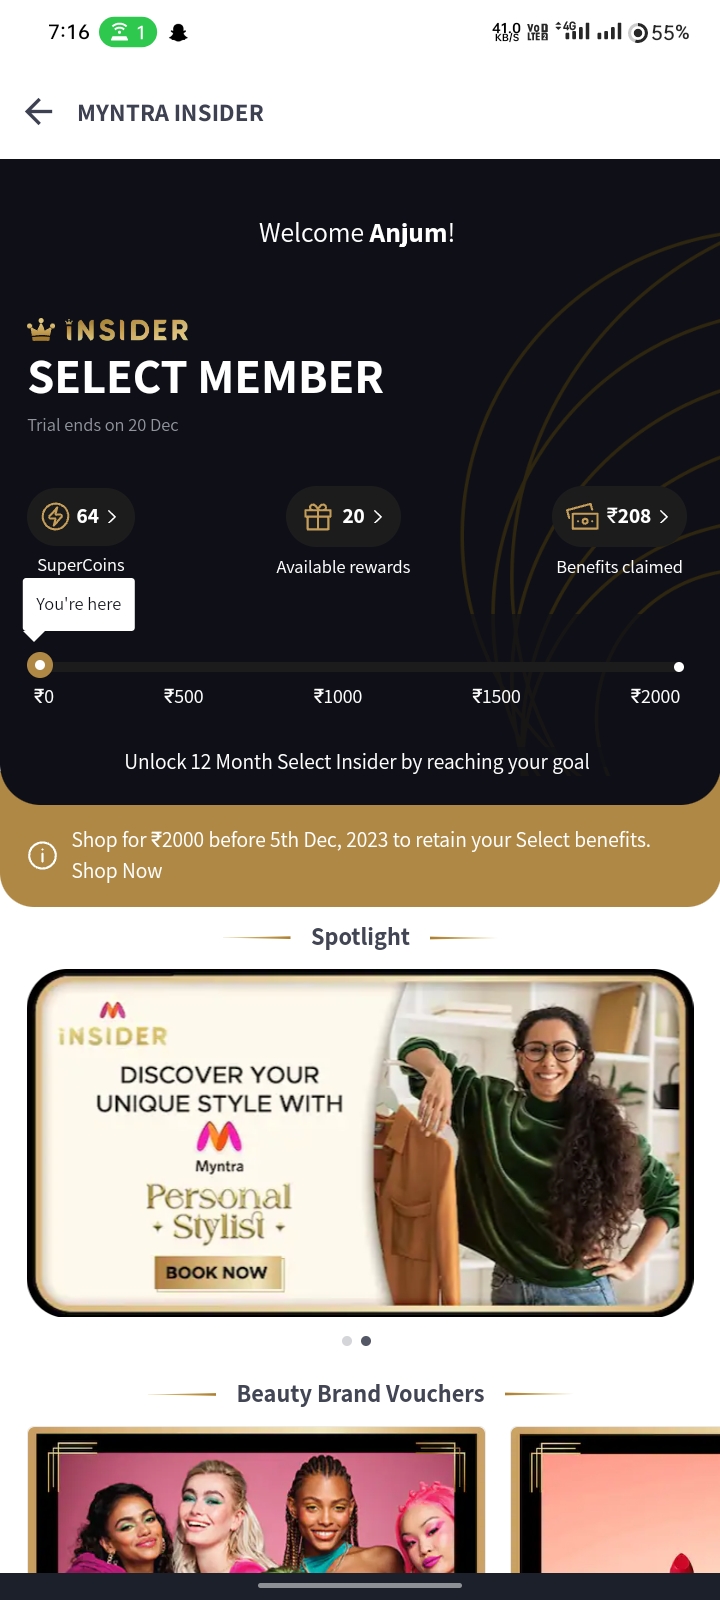 7:16 1 41.0 KB/S VoD LTE2 4G 55%
MYNTRA INSIDER
Welcome Anjum!
INSIDER
SELECT MEMBER
Trial ends on 20 Dec
64 20 ₹208
SuperCoins Available rewards Benefits claimed
You're here
₹0 ₹500 ₹1000 ₹1500 ₹2000
Unlock 12 Month Select Insider by reaching your goal
Shop for ₹2000 before 5th Dec, 2023 to retain your Select benefits.
Shop Now
Spotlight
INSIDER
DISCOVER YOUR
UNIQUE STYLE WITH
Myntra
Personal
Stylist
BOOK NOW
Beauty Brand Vouchers